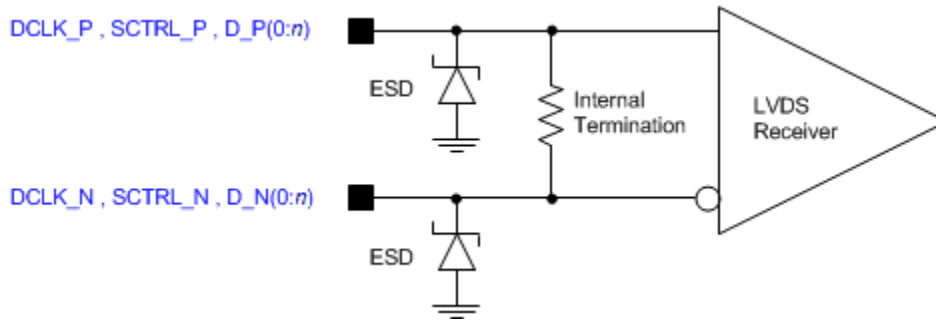 DCLK_P , SCTRL_P , D_P(0:n)
ESD
Internal
Termination
LVDS
Receiver
DCLK_N , SCTRL_N , D_N(0:n)
ESD